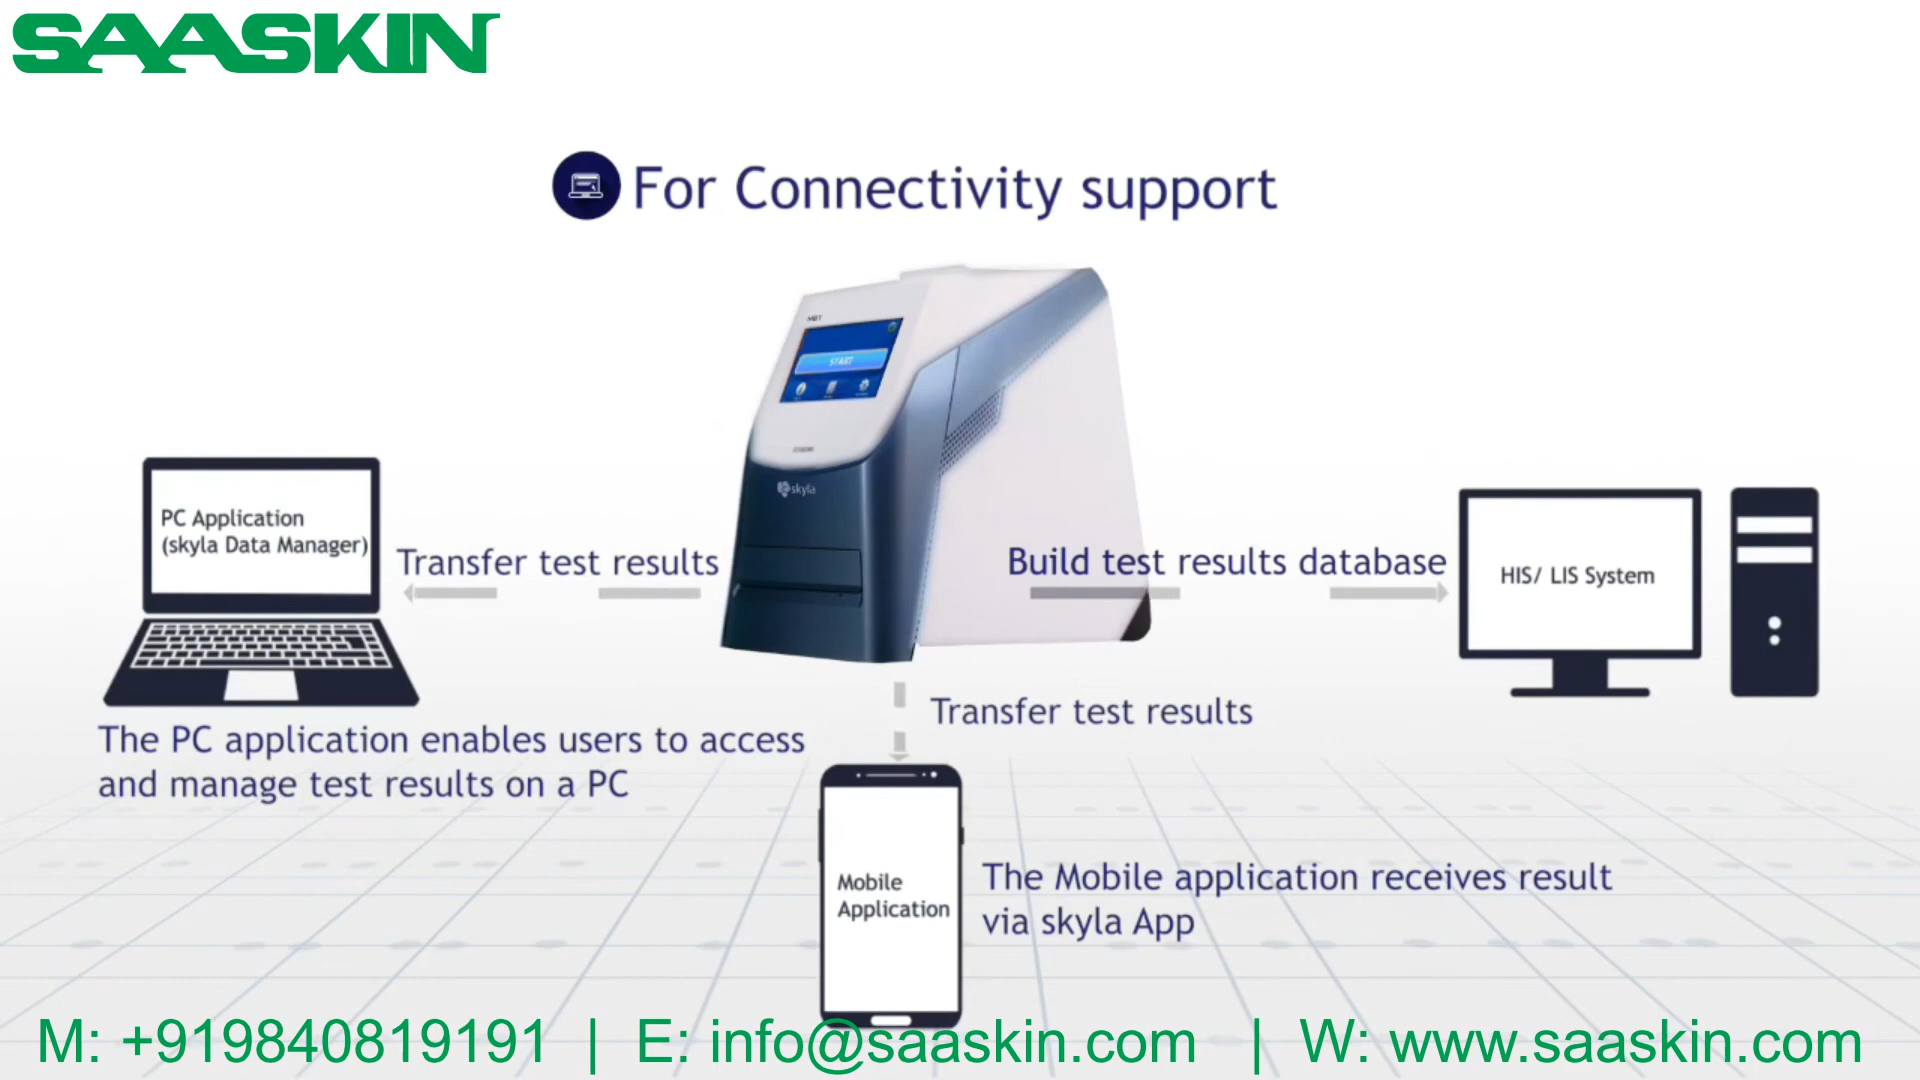 SAASKIN
For Connectivity support
START
skyla
PC Application
(skyla Data Manager)
Transfer test results
Build test results database
HIS/ LIS System
Transfer test results
The PC application enables users to access
and manage test results on a PC
Mobile
Application
The Mobile application receives result
via skyla App
M: +919840819191 | E: info@saaskin.com | W: www.saaskin.com